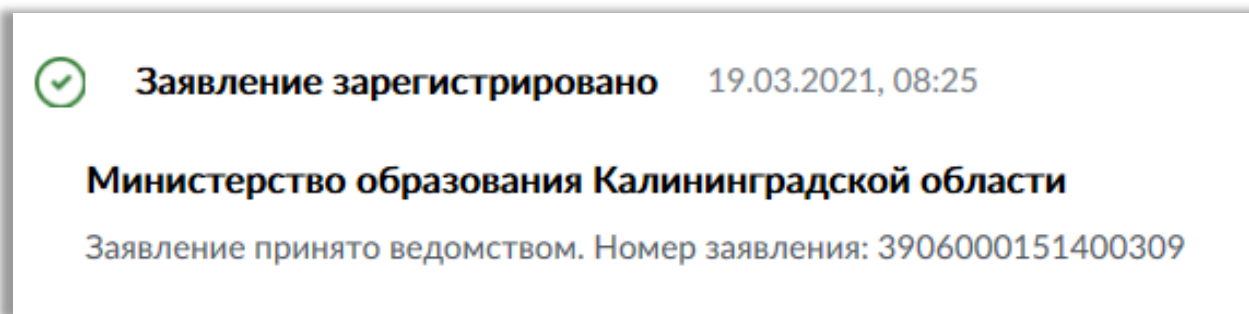 Заявление зарегистрировано 19.03.2021, 08:25
Министерство образования Калининградской области
Заявление принято ведомством. Номер заявления: 3906000151400309